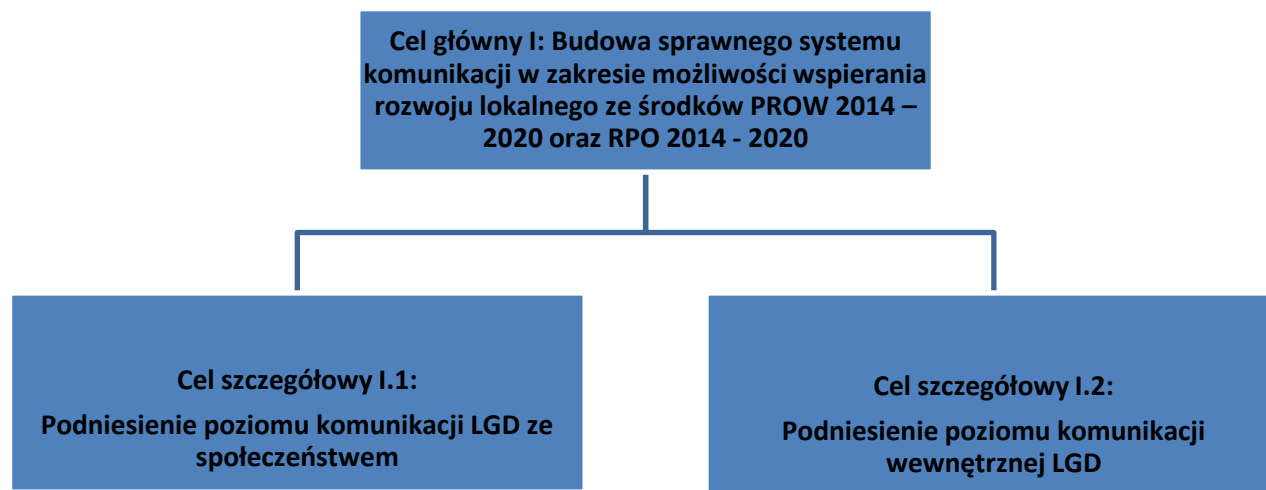 Cel główny I: Budowa sprawnego systemu
komunikacji w zakresie możliwości wspierania
rozwoju lokalnego ze środków PROW 2014 –
2020 oraz RPO 2014 - 2020
Cel szczegółowy I.1:
Podniesienie poziomu komunikacji LGD ze
społeczeństwem
Cel szczegółowy I.2:
Podniesienie poziomu komunikacji
wewnętrznej LGD